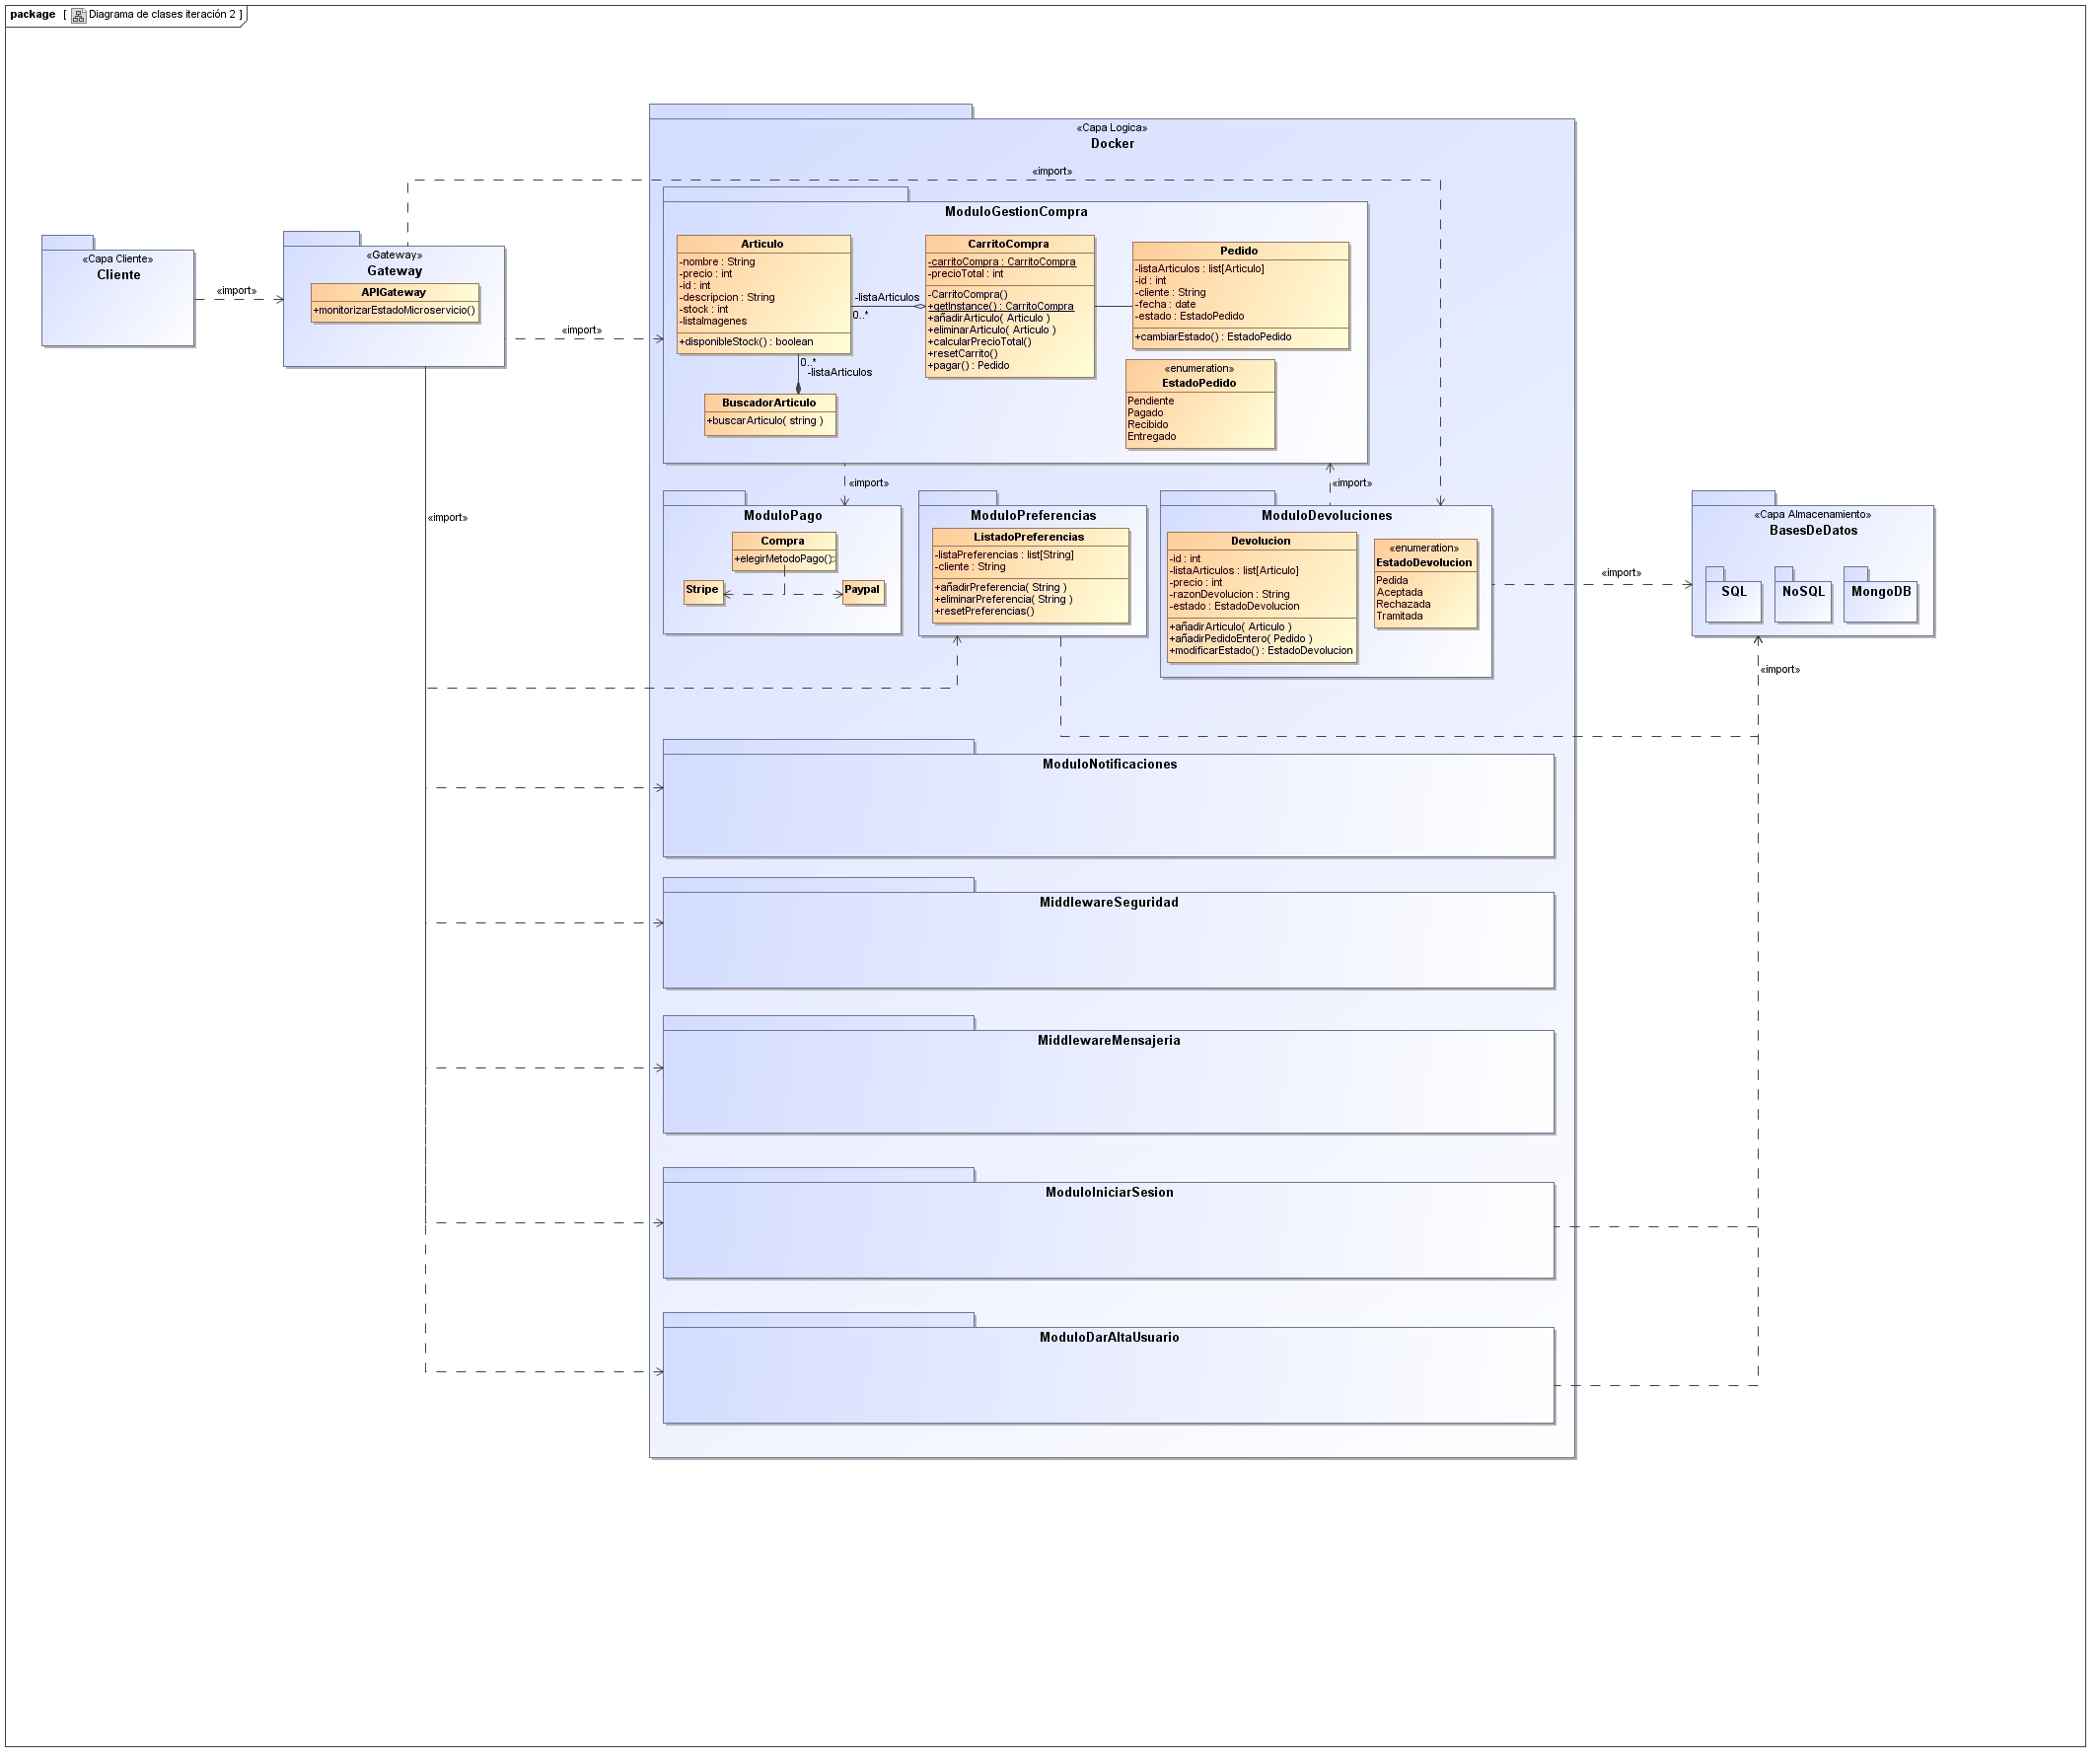 package [ Diagrama de clases iteración 2 ]
«Capa Logica»
Docker
«import»
ModuloGestionCompra
Articulo
-nombre : String
-precio : int
-id : int
-descripcion : String
-stock : int
-listaImagenes
+disponibleStock() : boolean
-listaArticulos
0..*
CarritoCompra
-carritoCompra : CarritoCompra
-precioTotal : int
-CarritoCompra()
+getInstance() : CarritoCompra
+añadirArticulo( Articulo )
+eliminarArticulo( Articulo )
+calcularPrecioTotal()
+resetCarrito()
+pagar() : Pedido
Pedido
-listaArticulos : list[Articulo]
-id : int
-cliente : String
-fecha : date
-estado : EstadoPedido
+cambiarEstado() : EstadoPedido
«enumeration»
EstadoPedido
Pendiente
Pagado
Recibido
Entregado
0..*
-listaArticulos
BuscadorArticulo
+buscarArticulo( string )
«Capa Cliente»
Cliente
«import»
«Gateway»
Gateway
APIGateway
+monitorizarEstadoMicroservicio()
«import»
«import»
«import»
«import»
ModuloPago
Compra
+elegirMetodoPago()
Stripe
Paypal
ModuloPreferencias
ListadoPreferencias
-listaPreferencias : list[String]
-cliente : String
+añadirPreferencia( String )
+eliminarPreferencia( String )
+resetPreferencias()
ModuloDevoluciones
Devolucion
-id : int
-listaArticulos : list[Articulo]
-precio : int
-razonDevolucion : String
-estado : EstadoDevolucion
+añadirArticulo( Articulo )
+añadirPedidoEntero( Pedido )
+modificarEstado() : EstadoDevolucion
«enumeration»
EstadoDevolucion
Pedida
Aceptada
Rechazada
Tramitada
«import»
«Capa Almacenamiento»
BasesDeDatos
SQL
NoSQL
MongoDB
«import»
ModuloNotificaciones
MiddlewareSeguridad
MiddlewareMensajeria
ModuloIniciarSesion
ModuloDarAltaUsuario